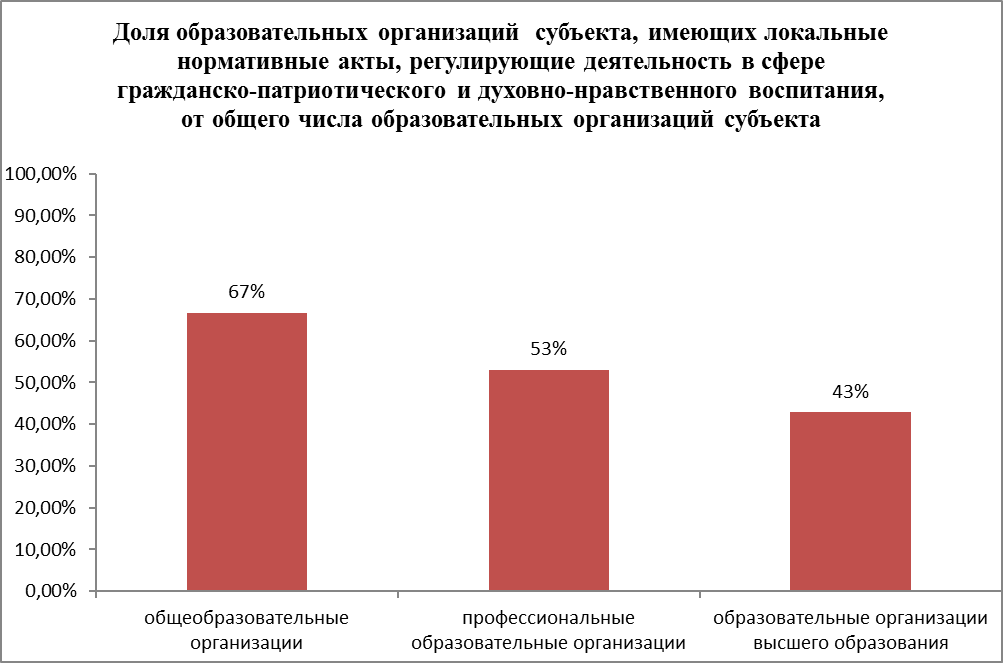 Доля образовательных организаций субъекта, имеющих локальные
нормативные акты, регулирующие деятельность в сфере
гражданско-патриотического и духовно-нравственного воспитания,
от общего числа образовательных организаций субъекта
100,00%
90,00%
80,00%
70,00%
60,00%
50,00%
40,00%
30,00%
20,00%
10,00%
0,00%
67%
53%
43%
общеобразовательные
организации
профессиональные
образовательные организации
образовательные организации
высшего образования